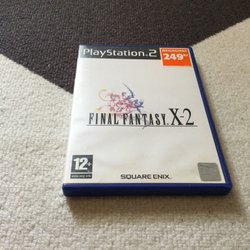 PlayStation 2
249:-
FINAL FANTASY X-2
12+
SQUARE ENIX